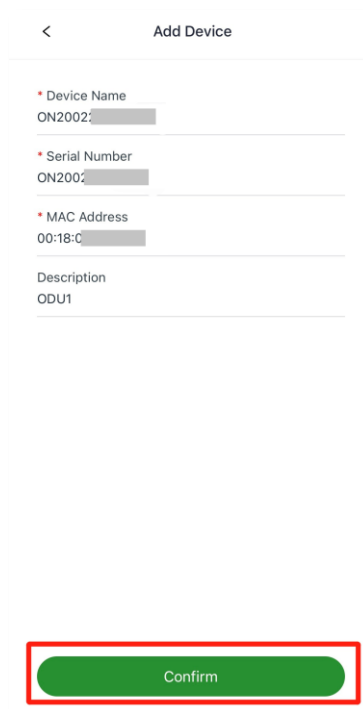 Add Device
* Device Name
ON2002
* Serial Number
ON2002
* MAC Address
00:18:0
Description
ODU1
Confirm